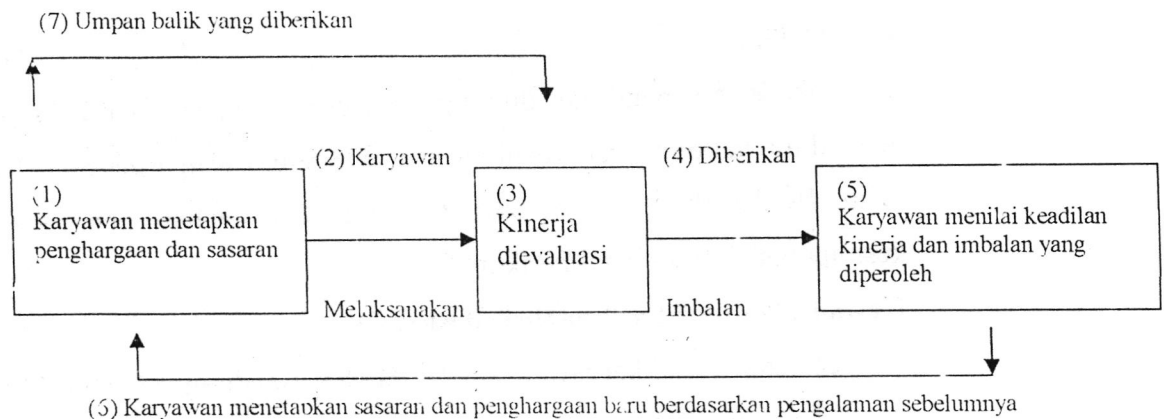 (7) Umpan balik yang diberikan
(2) Karyawan
(4) Diberikan
(1)
Karyawan menetapkan
penghargaan dan sasaran
(3)
Kinerja
dievaluasi
(5)
Karyawan menilai keadilan
kinerja dan imbalan yang
diperoleh
Melaksanakan
Imbalan
(6) Karyawan menetapkan sasaran dan penghargaan baru berdasarkan pengalaman sebelumnya